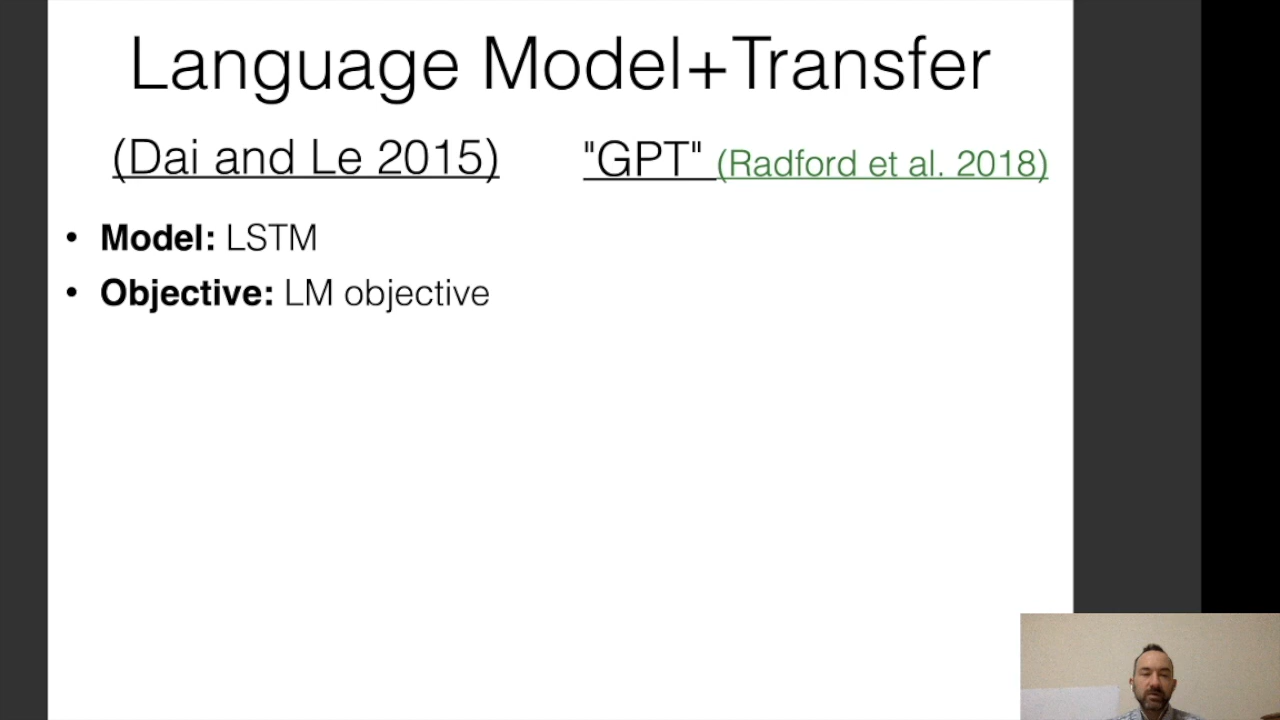 Language Model+Transfer
(Dai and Le 2015)
"GPT" (Radford et al. 2018)
• Model: LSTM
• Objective: LM objective